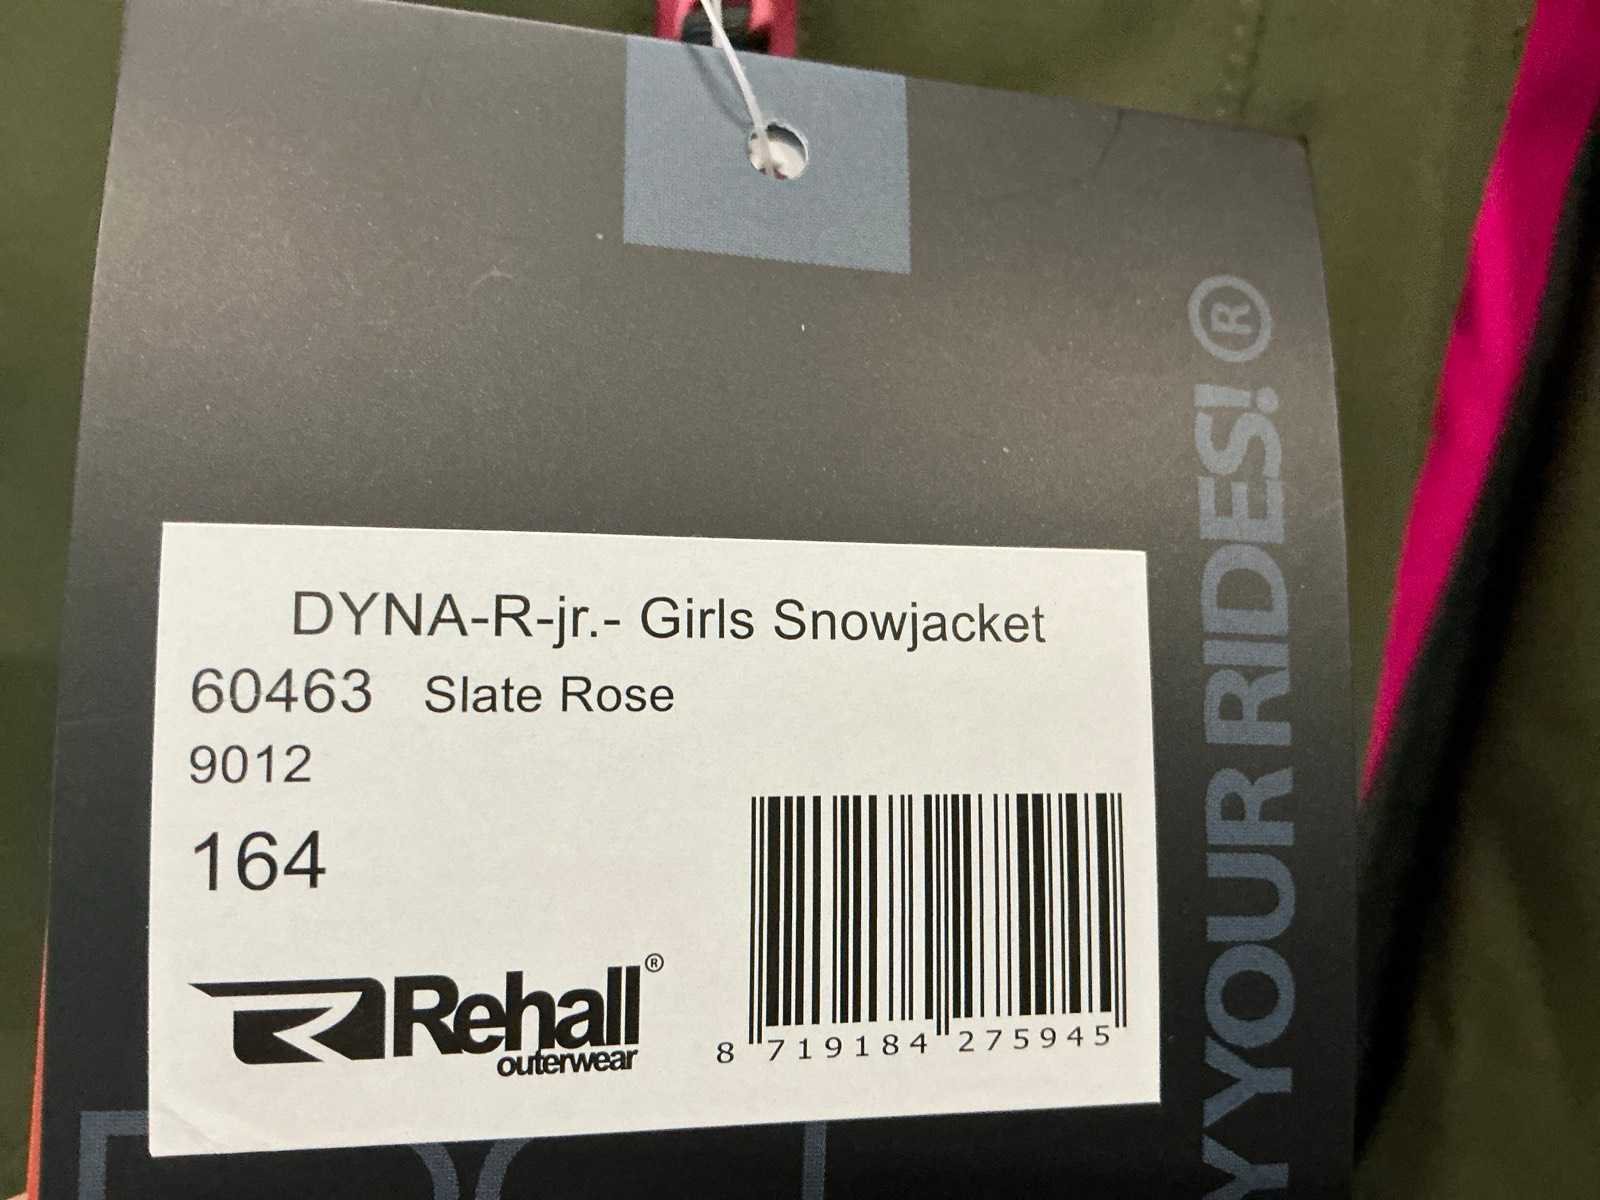 DYNA-R-jr.- Girls Snowjacket
60463 Slate Rose
9012
164
Rehall®
outerwear
8 719184 275945
YOUR RIDES!®